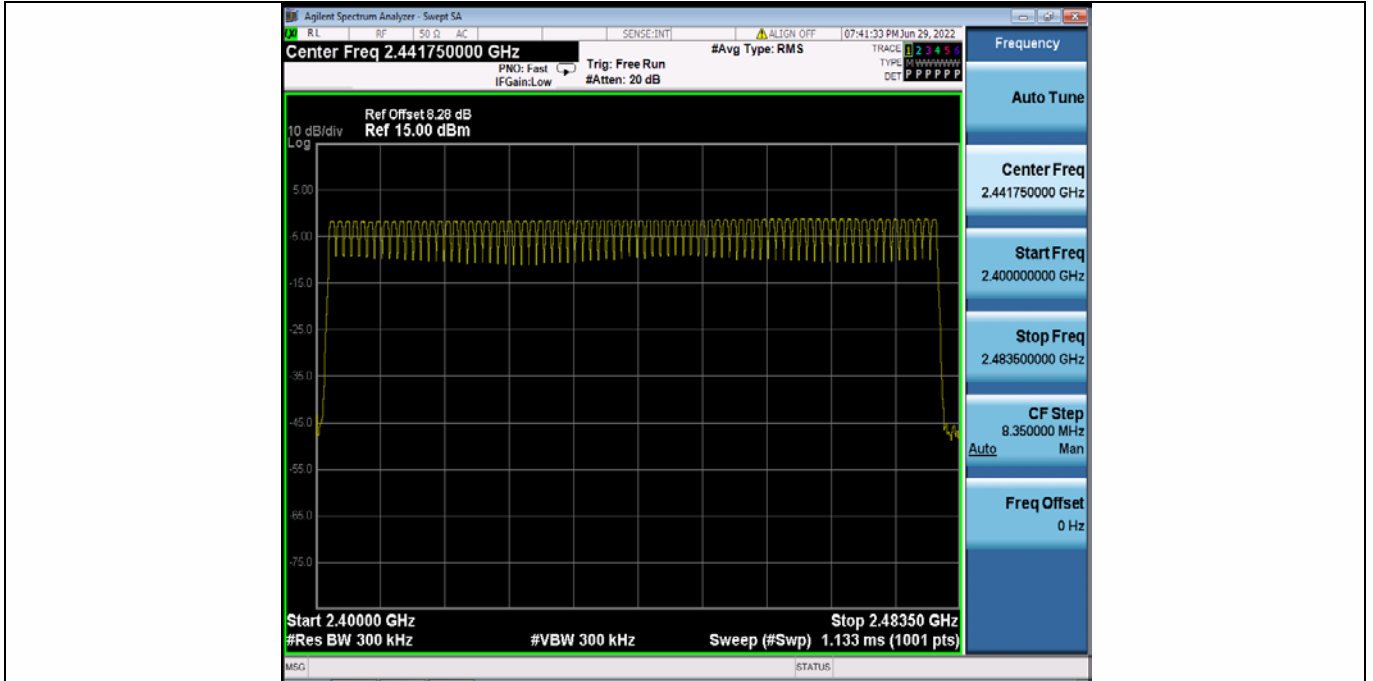 Agilent Spectrum Analyzer - Swept SA
RL RF 50 Ω AC SENSE:INT ALIGN OFF 07:41:33 PM Jun 29, 2022
Center Freq 2.441750000 GHz
PNO: Fast
IFGain:Low
Trig: Free Run
#Atten: 20 dB
#Avg Type: RMS
TRACE 1 2 3 4 5 6
TYPE M W W W W W
DET P P P P P P
Ref Offset 8.28 dB
10 dB/div Ref 15.00 dBm
Log
5.00
-5.00
-15.0
-25.0
-35.0
-45.0
-55.0
-65.0
-75.0
Start 2.40000 GHz Stop 2.48350 GHz
#Res BW 300 kHz #VBW 300 kHz Sweep (#Swp) 1.133 ms (1001 pts)
MSG STATUS
Frequency
Auto Tune
Center Freq
2.441750000 GHz
Start Freq
2.400000000 GHz
Stop Freq
2.483500000 GHz
CF Step
8.350000 MHz
Auto Man
Freq Offset
0 Hz